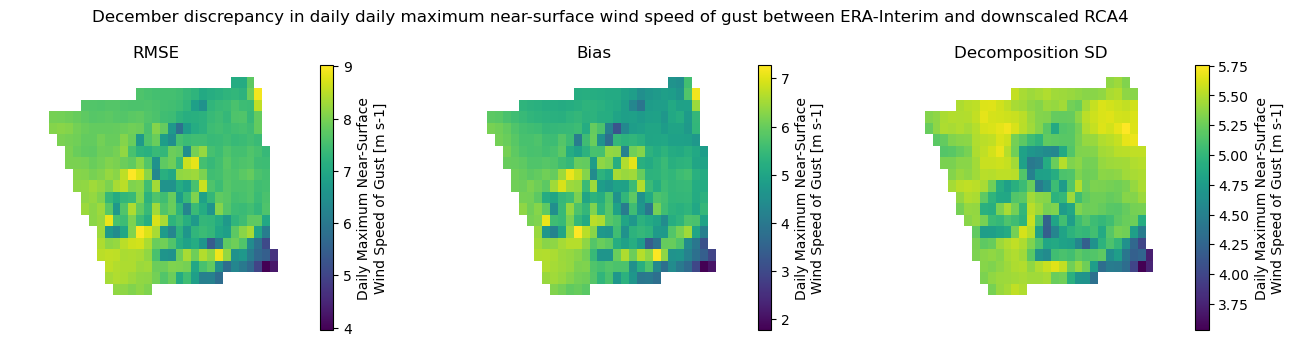 December discrepancy in daily daily maximum near-surface wind speed of gust between ERA-Interim and downscaled RCA4
RMSE
9
8
7
6
5
4
Daily Maximum Near-Surface
Wind Speed of Gust [m s-1]
Bias
7
6
5
4
3
2
Daily Maximum Near-Surface
Wind Speed of Gust [m s-1]
Decomposition SD
5.75
5.50
5.25
5.00
4.75
4.50
4.25
4.00
3.75
Daily Maximum Near-Surface
Wind Speed of Gust [m s-1]